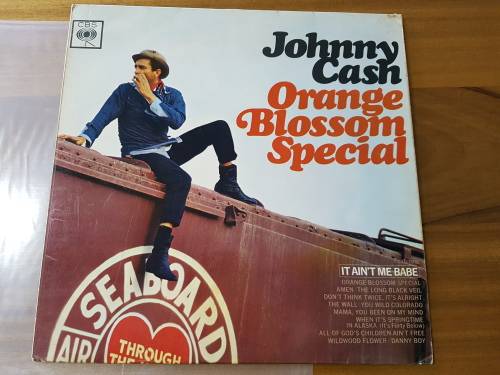 CBS
Johnny
Cash
Orange
Blossom
Special
IT AIN'T ME BABE
ORANGE BLOSSOM SPECIAL
AMEN · THE LONG BLACK VEIL
DON'T THINK TWICE, IT'S ALRIGHT
THE WALL · YOU WILD COLORADO
MAMA, YOU BEEN ON MY MIND
WHEN IT'S SPRINGTIME
IN ALASKA (It's Forty Below)
ALL OF GOD'S CHILDREN AIN'T FREE
WILDWOOD FLOWER · DANNY BOY
SEABOARD
AIR
THROUGH